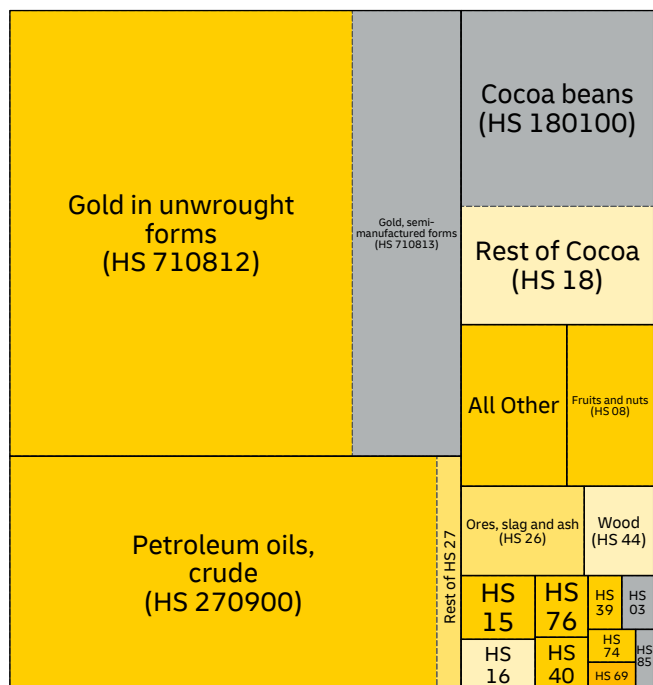 Gold in unwrought
forms
(HS 710812)
Gold, semi-
manufactured forms
(HS 710813)
Petroleum oils,
crude
(HS 270900)
Rest of HS 27
Cocoa beans
(HS 180100)
Rest of Cocoa
(HS 18)
All Other
Fruits and nuts
(HS 08)
Ores, slag and ash
(HS 26)
Wood
(HS 44)
HS
15
HS
76
HS
39
HS
03
HS
16
HS
40
HS
74
HS 69
HS
85